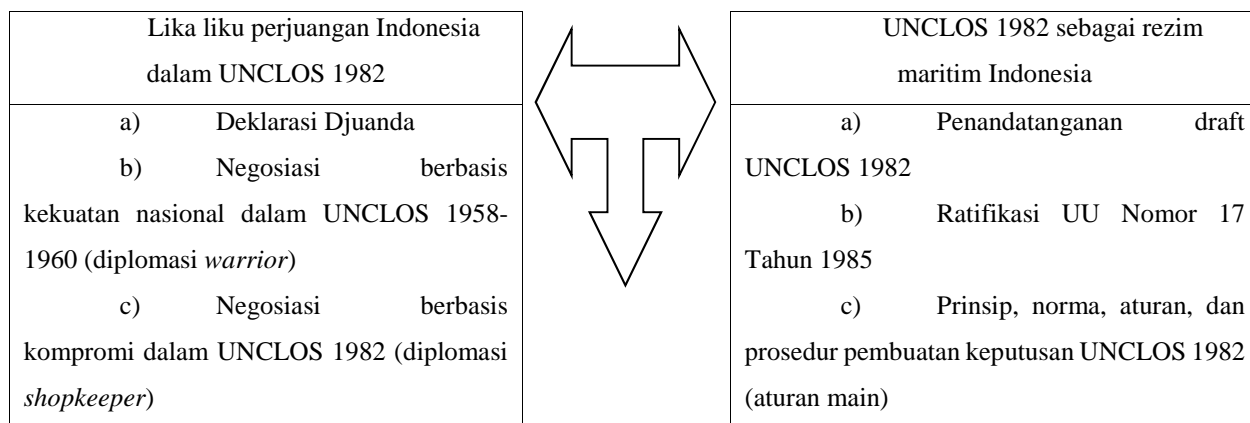 Lika liku perjuangan Indonesia
dalam UNCLOS 1982
a) Deklarasi Djuanda
b) Negosiasi berbasis
kekuatan nasional dalam UNCLOS 1958-
1960 (diplomasi warrior)
c) Negosiasi berbasis
kompromi dalam UNCLOS 1982 (diplomasi
shopkeeper)
UNCLOS 1982 sebagai rezim
maritim Indonesia
a) Penandatanganan draft
UNCLOS 1982
b) Ratifikasi UU Nomor 17
Tahun 1985
c) Prinsip, norma, aturan, dan
prosedur pembuatan keputusan UNCLOS 1982
(aturan main)